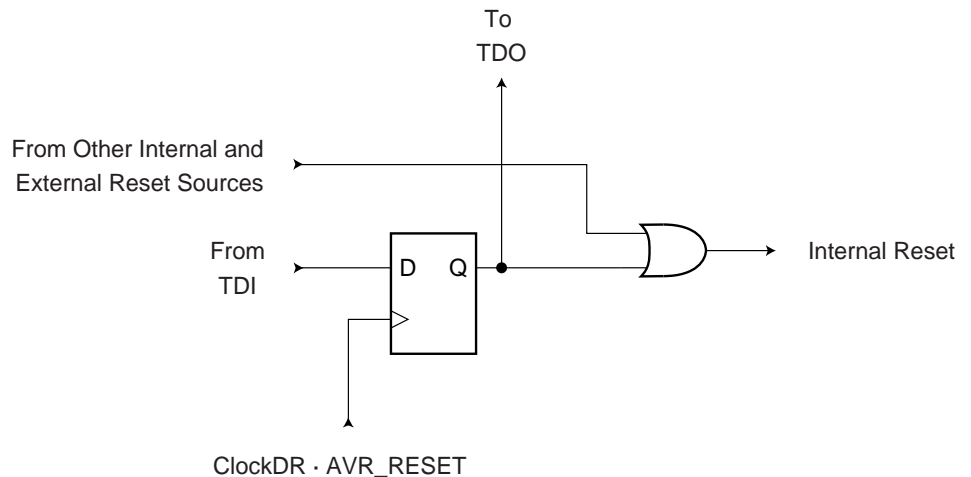 To
TDO
From Other Internal and
External Reset Sources
From
TDI
D Q
Internal Reset
ClockDR · AVR_RESET